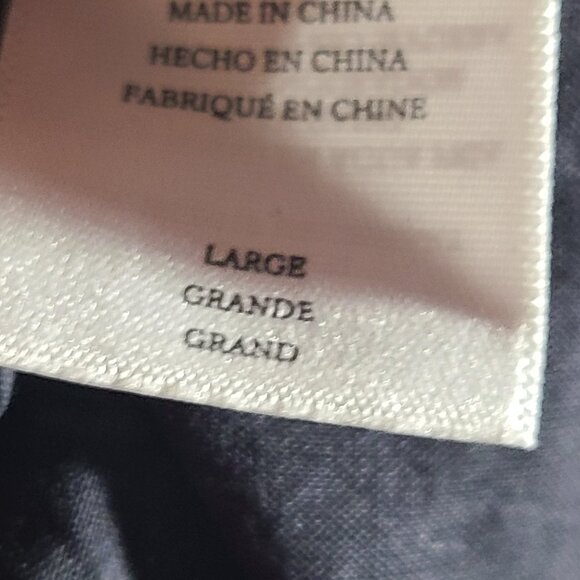 MADE IN CHINA
HECHO EN CHINA
FABRIQUÉ EN CHINE
LARGE
GRANDE
GRAND